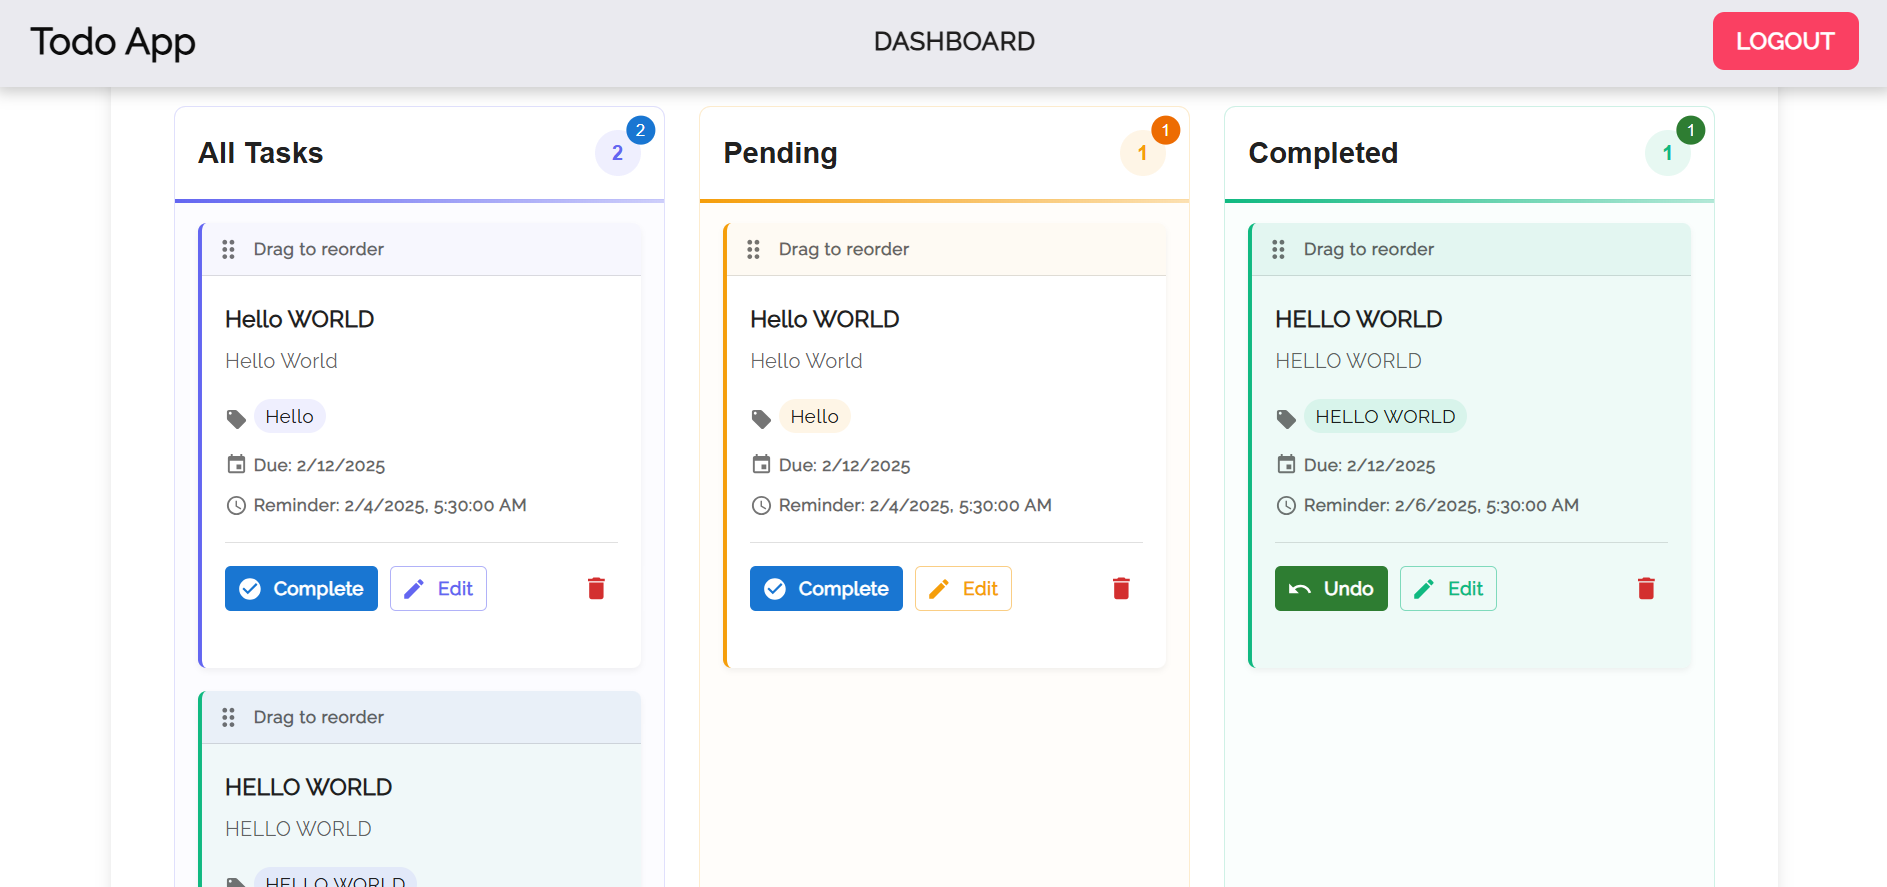 Todo App
DASHBOARD
LOGOUT
All Tasks
2
2
Drag to reorder
Hello WORLD
Hello World
Hello
Due: 2/12/2025
Reminder: 2/4/2025, 5:30:00 AM
Complete
Edit
Drag to reorder
HELLO WORLD
HELLO WORLD
HELLO WORLD
Pending
1
1
Drag to reorder
Hello WORLD
Hello World
Hello
Due: 2/12/2025
Reminder: 2/4/2025, 5:30:00 AM
Complete
Edit
Completed
1
1
Drag to reorder
HELLO WORLD
HELLO WORLD
HELLO WORLD
Due: 2/12/2025
Reminder: 2/6/2025, 5:30:00 AM
Undo
Edit